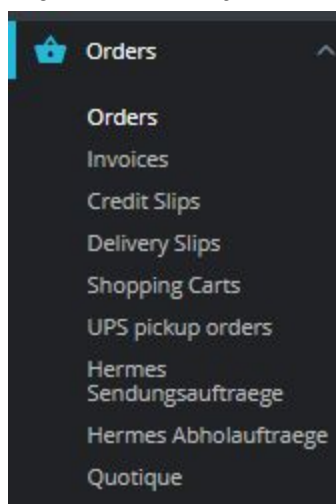 Orders
Orders
Invoices
Credit Slips
Delivery Slips
Shopping Carts
UPS pickup orders
Hermes
Sendungsauftraege
Hermes Abholauftraege
Quotique